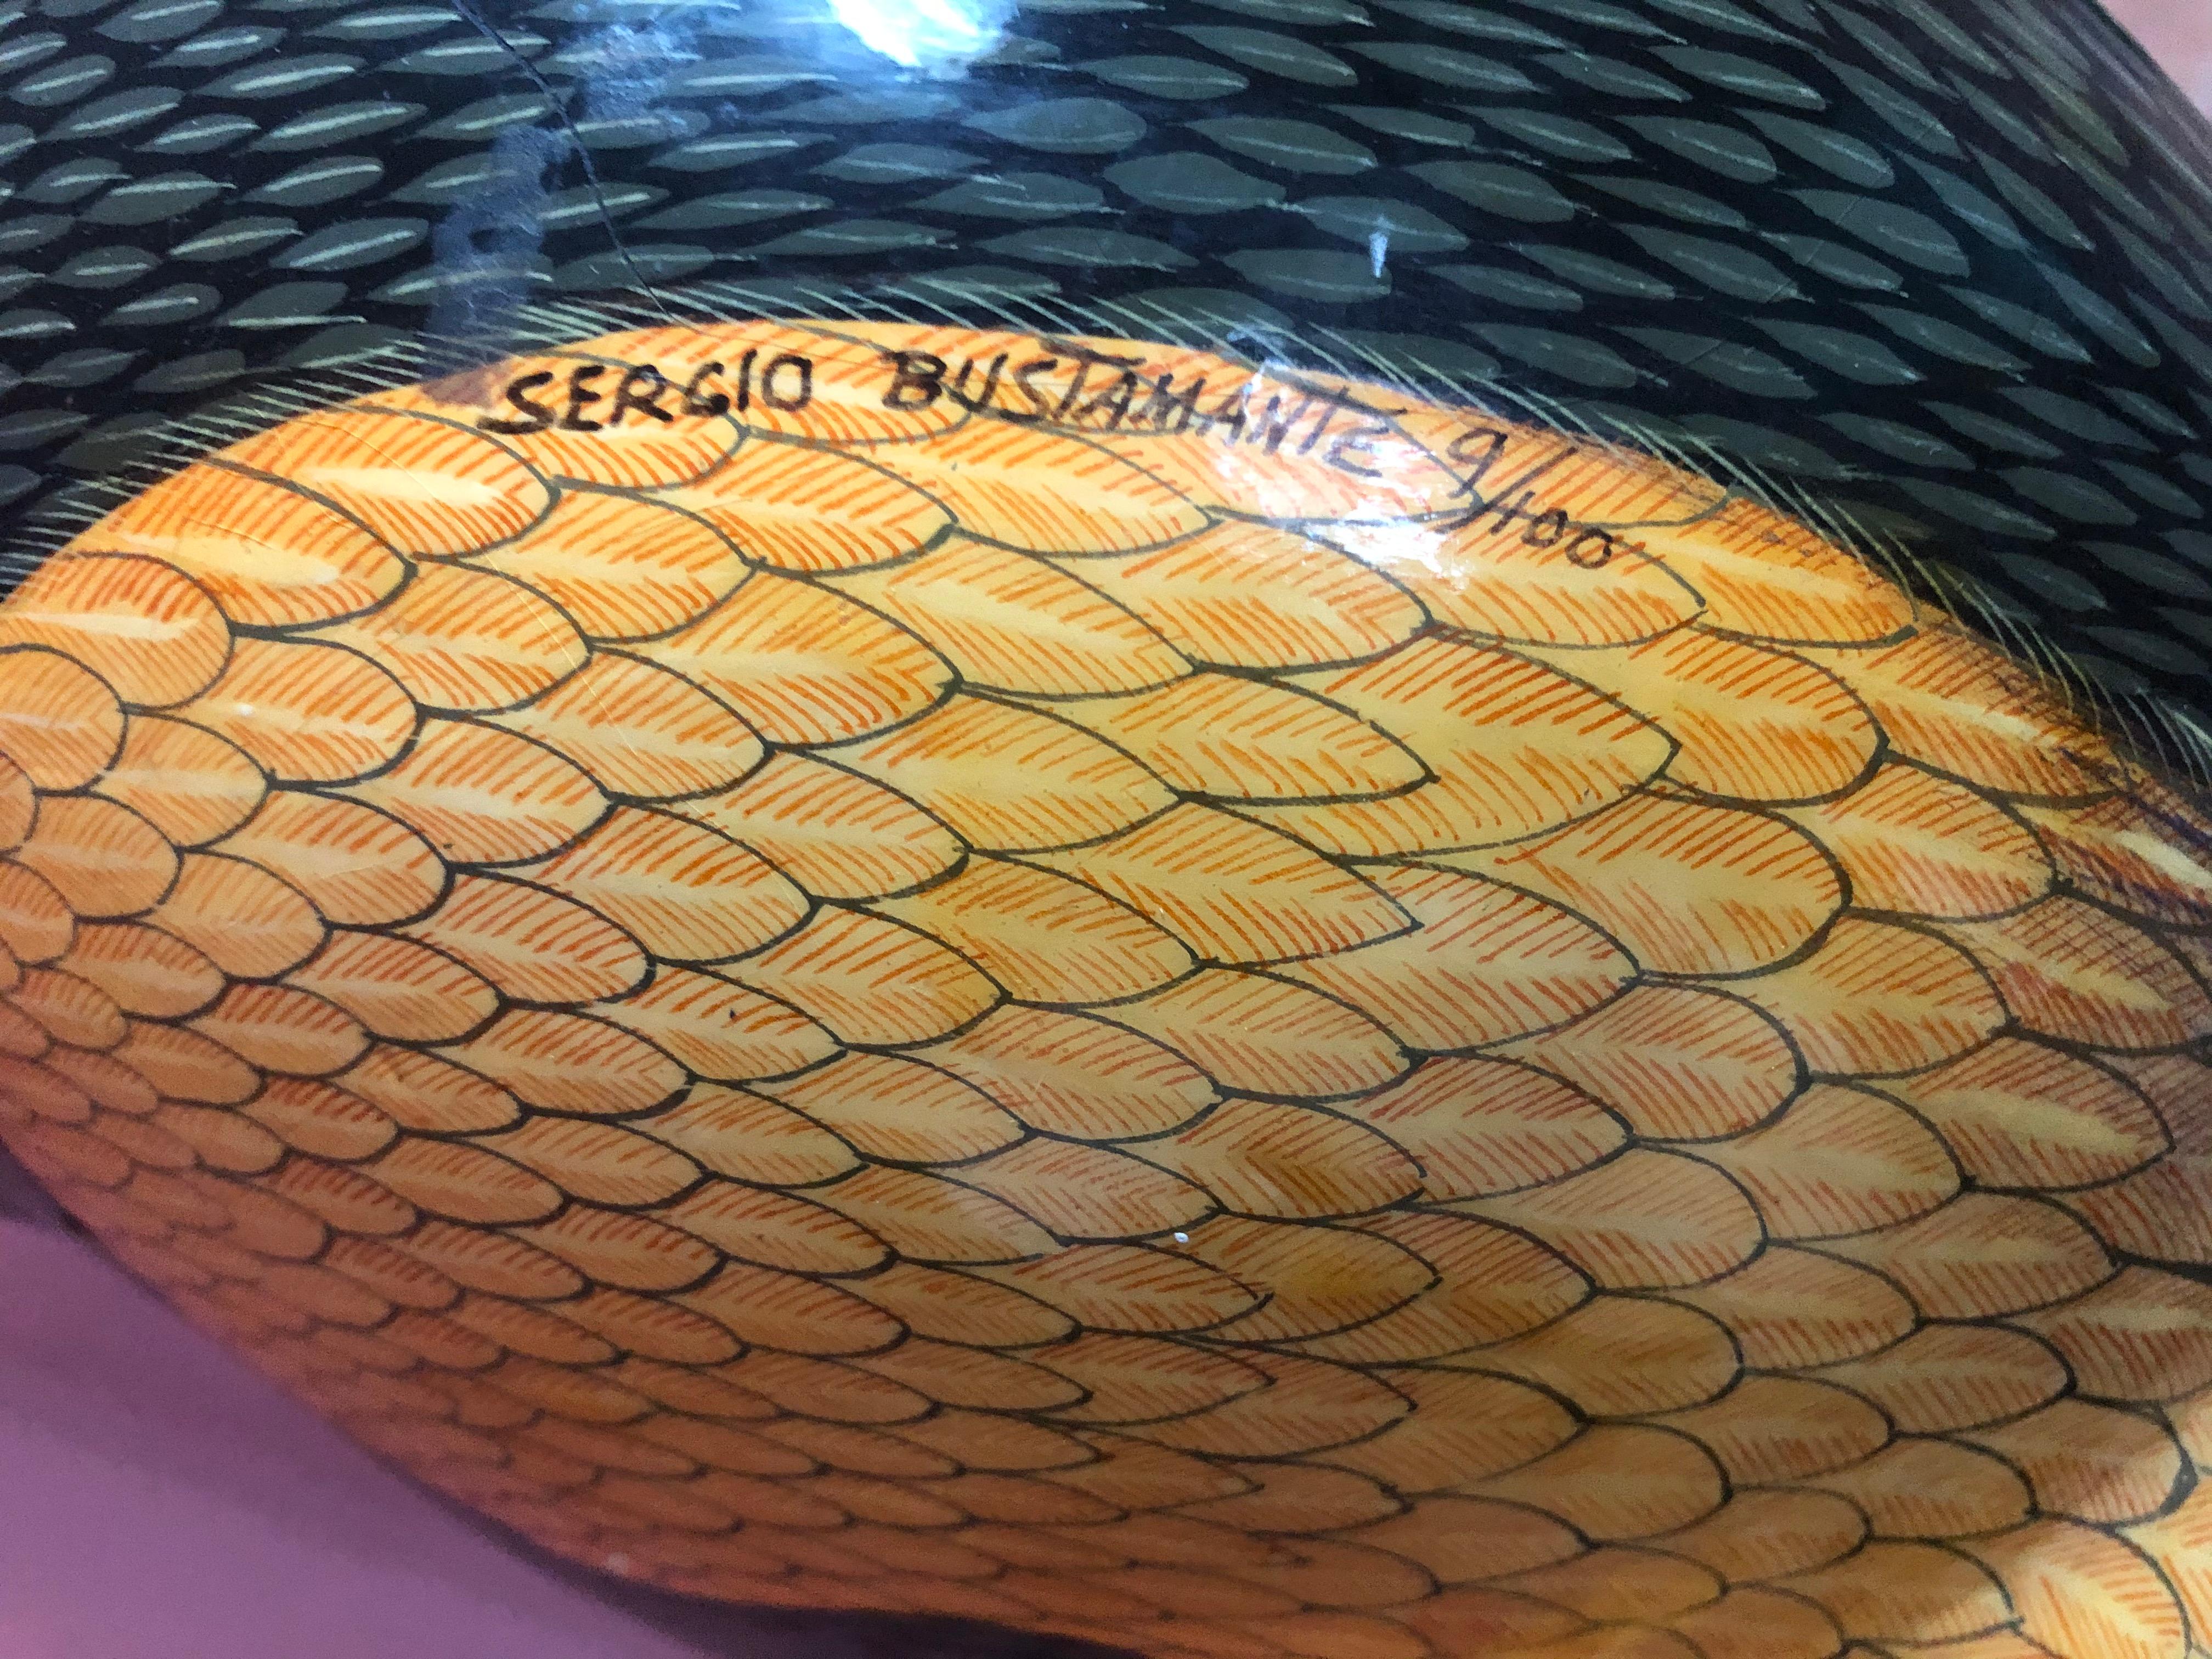 SERGIO BUSTAMANTE 9/100